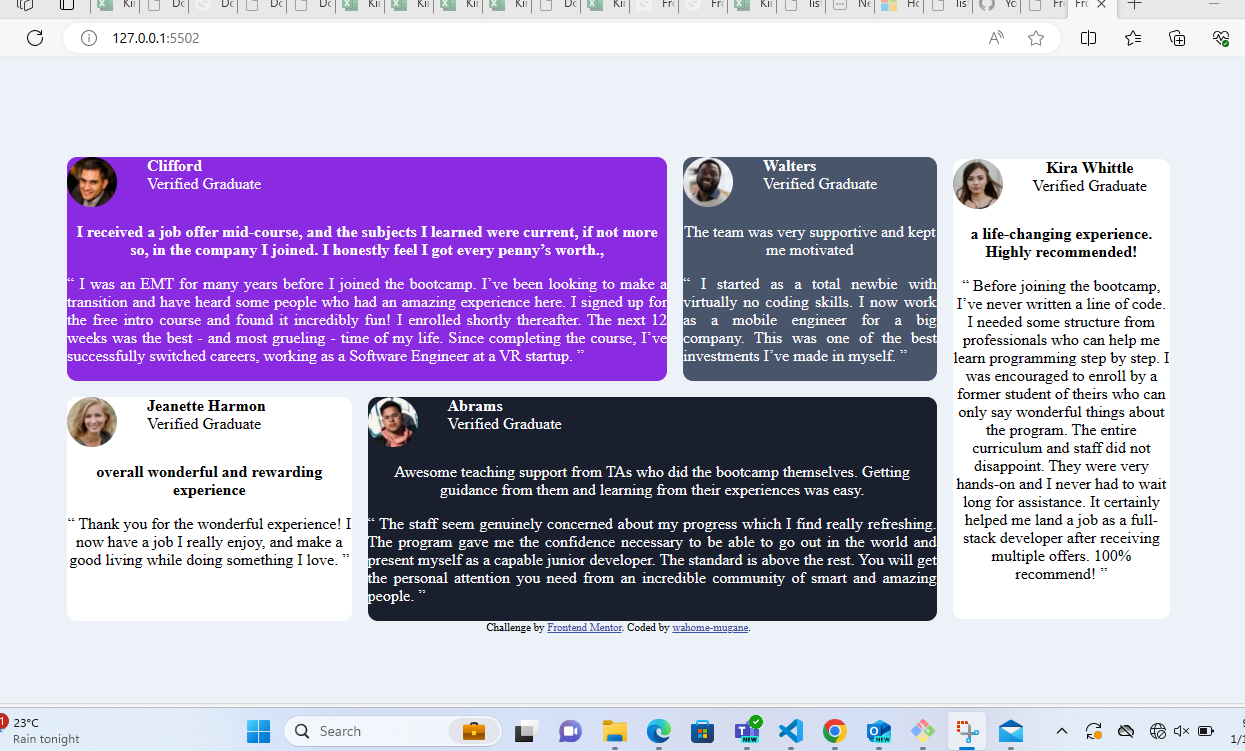 127.0.0.1:5502
Clifford
Verified Graduate
I received a job offer mid-course, and the subjects I learned were current, if not more
so, in the company I joined. I honestly feel I got every penny’s worth.,
“ I was an EMT for many years before I joined the bootcamp. I’ve been looking to make a
transition and have heard some people who had an amazing experience here. I signed up for
the free intro course and found it incredibly fun! I enrolled shortly thereafter. The next 12
weeks was the best - and most grueling - time of my life. Since completing the course, I’ve
successfully switched careers, working as a Software Engineer at a VR startup. ”
Walters
Verified Graduate
The team was very supportive and kept
me motivated
“ I started as a total newbie with
virtually no coding skills. I now work
as a mobile engineer for a big
company. This was one of the best
investments I’ve made in myself. ”
Kira Whittle
Verified Graduate
a life-changing experience.
Highly recommended!
“ Before joining the bootcamp,
I’ve never written a line of code.
I needed some structure from
professionals who can help me
learn programming step by step. I
was encouraged to enroll by a
former student of theirs who can
only say wonderful things about
the program. The entire
curriculum and staff did not
disappoint. They were very
hands-on and I never had to wait
long for assistance. It certainly
helped me land a job as a full-
stack developer after receiving
multiple offers. 100%
recommend! ”
Jeanette Harmon
Verified Graduate
overall wonderful and rewarding
experience
“ Thank you for the wonderful experience! I
now have a job I really enjoy, and make a
good living while doing something I love. ”
Abrams
Verified Graduate
Awesome teaching support from TAs who did the bootcamp themselves. Getting
guidance from them and learning from their experiences was easy.
“ The staff seem genuinely concerned about my progress which I find really refreshing.
The program gave me the confidence necessary to be able to go out in the world and
present myself as a capable junior developer. The standard is above the rest. You will get
the personal attention you need from an incredible community of smart and amazing
people. ”
Challenge by Frontend Mentor. Coded by wahome-mugane.
1
23°C
Rain tonight
Search
NEW
NEW